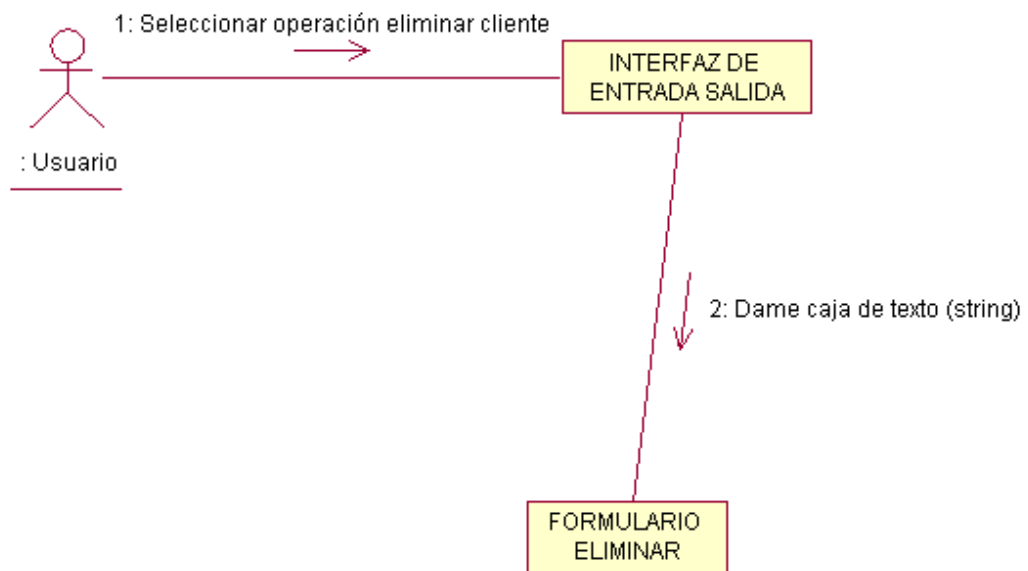 1: Seleccionar operación eliminar cliente
INTERFAZ DE
ENTRADA SALIDA
: Usuario
2: Dame caja de texto (string)
FORMULARIO
ELIMINAR